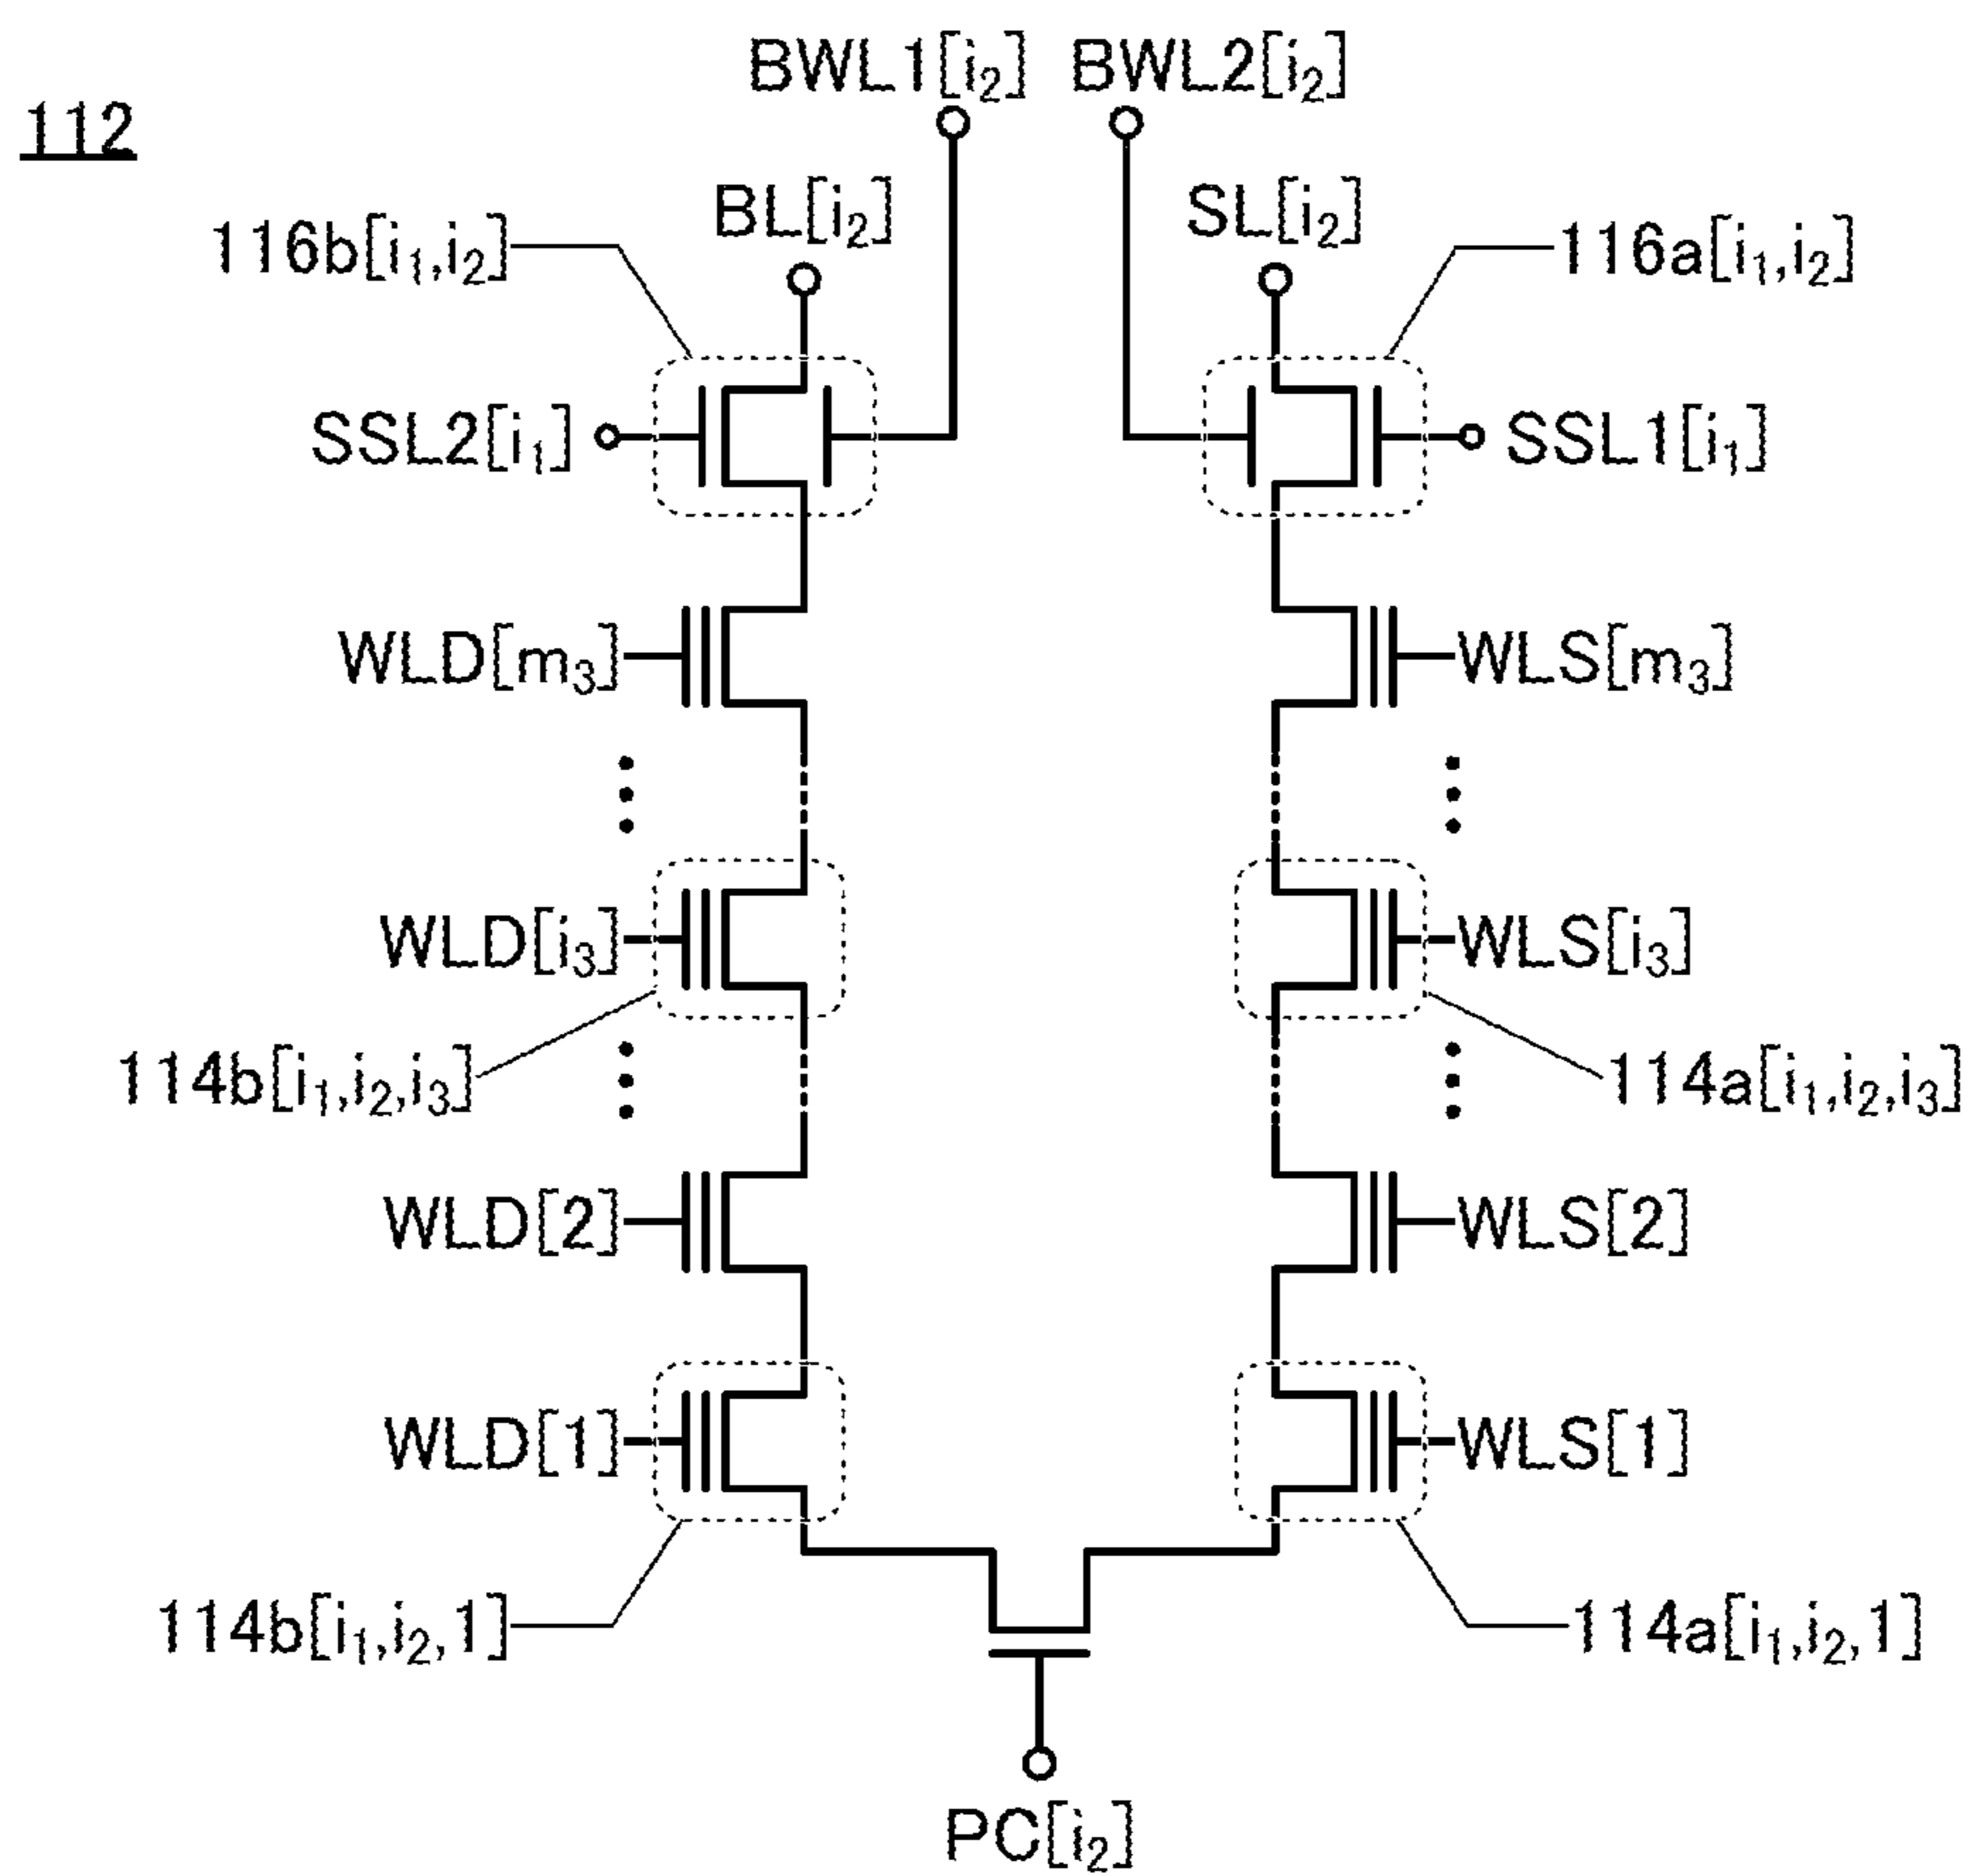 BWL1[i₂] BWL2[i₂]
112
BL[i₂] SL[i₂]
116b[i₁,i₂] 116a[i₁,i₂]
SSL2[i₁] SSL1[i₁]
WLD[m₃] WLS[m₃]
WLD[i₃] WLS[i₃]
114b[i₁,i₂,i₃] 114a[i₁,i₂,i₃]
WLD[2] WLS[2]
WLD[1] WLS[1]
114b[i₁,i₂,1] 114a[i₁,i₂,1]
PC[i₂]